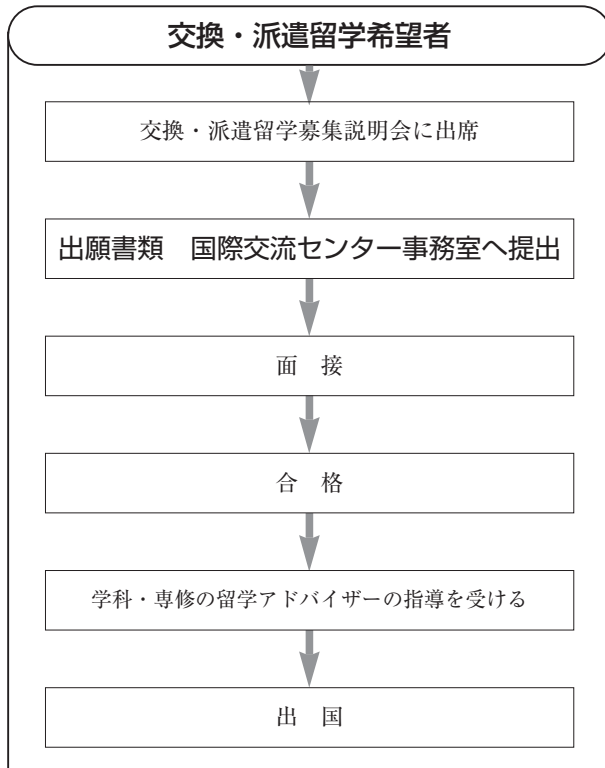 交換・派遣留学希望者
交換・派遣留学募集説明会に出席
出願書類　国際交流センター事務室へ提出
面　接
合　格
学科・専修の留学アドバイザーの指導を受ける
出　国